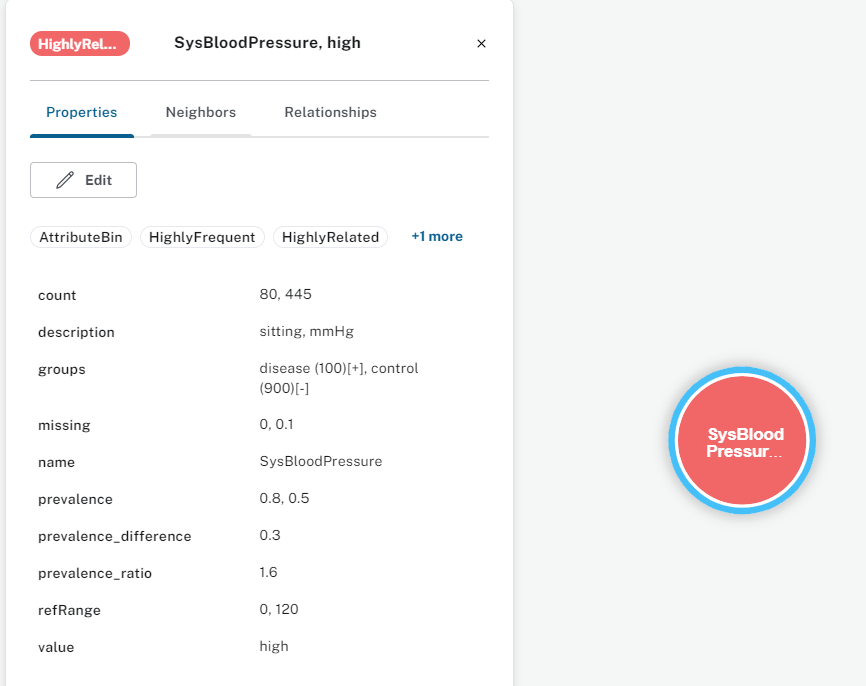 HighlyRel... SysBloodPressure, high ×
Properties Neighbors Relationships
Edit
AttributeBin HighlyFrequent HighlyRelated +1 more
count 80, 445
description sitting, mmHg
groups disease (100)[+], control
(900)[-]
missing 0, 0.1
name SysBloodPressure
prevalence 0.8, 0.5
prevalence_difference 0.3
prevalence_ratio 1.6
refRange 0, 120
value high
SysBlood
Pressur...